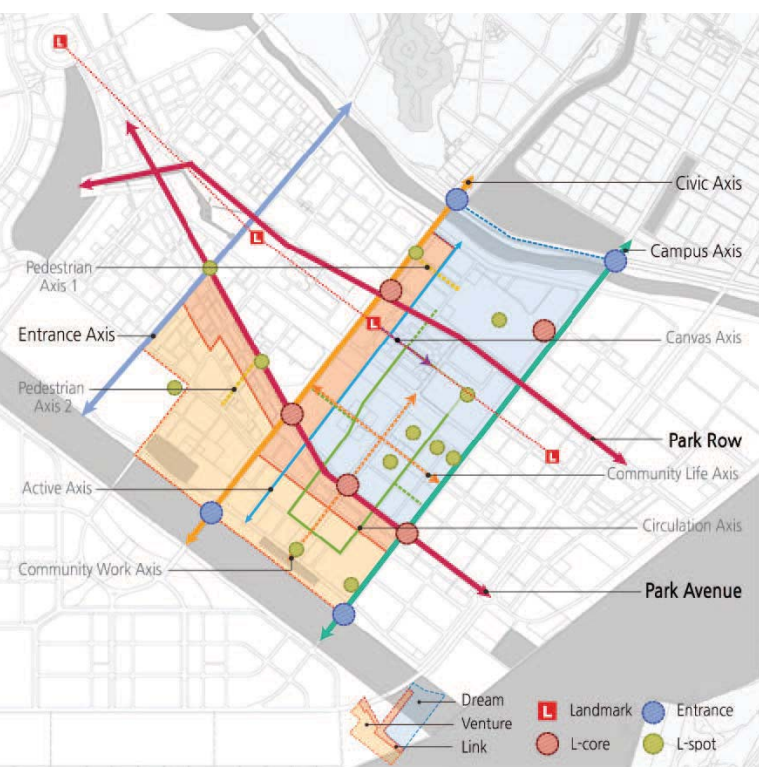 L
Civic Axis
L
Campus Axis
Pedestrian
Axis 1
Entrance Axis
L
Canvas Axis
Pedestrian
Axis 2
Park Row
L
Community Life Axis
Active Axis
Circulation Axis
Community Work Axis
Park Avenue
Dream
Venture
Link
L Landmark
Entrance
L-core
L-spot